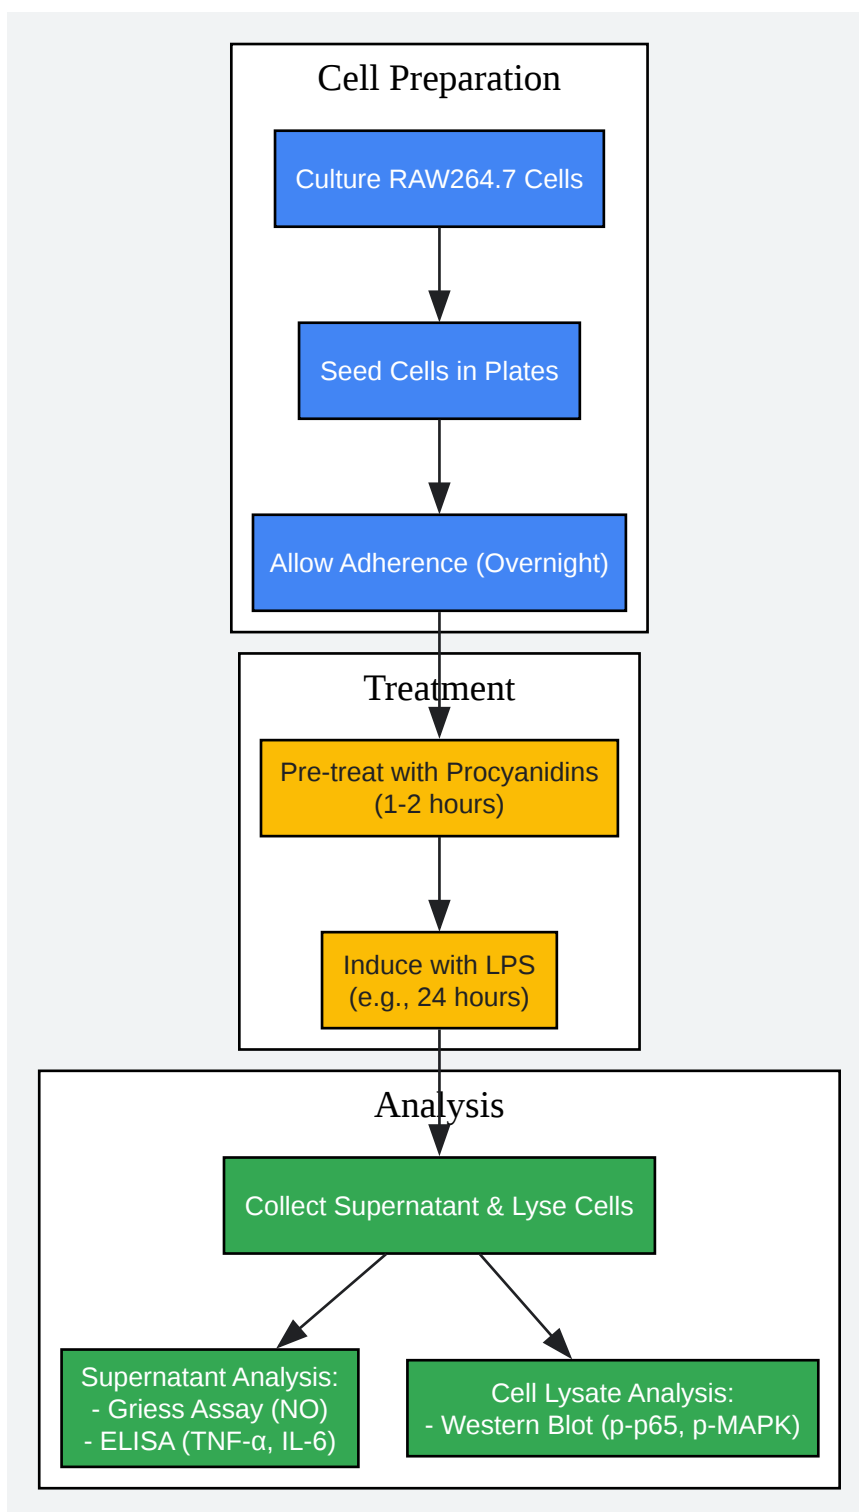 Cell Preparation
Culture RAW264.7 Cells
Seed Cells in Plates
Allow Adherence (Overnight)
Treatment
Pre-treat with Procyanidins
(1-2 hours)
Induce with LPS
(e.g., 24 hours)
Analysis
Collect Supernatant & Lyse Cells
Supernatant Analysis:
- Griess Assay (NO)
- ELISA (TNF-α, IL-6)
Cell Lysate Analysis:
- Western Blot (p-p65, p-MAPK)